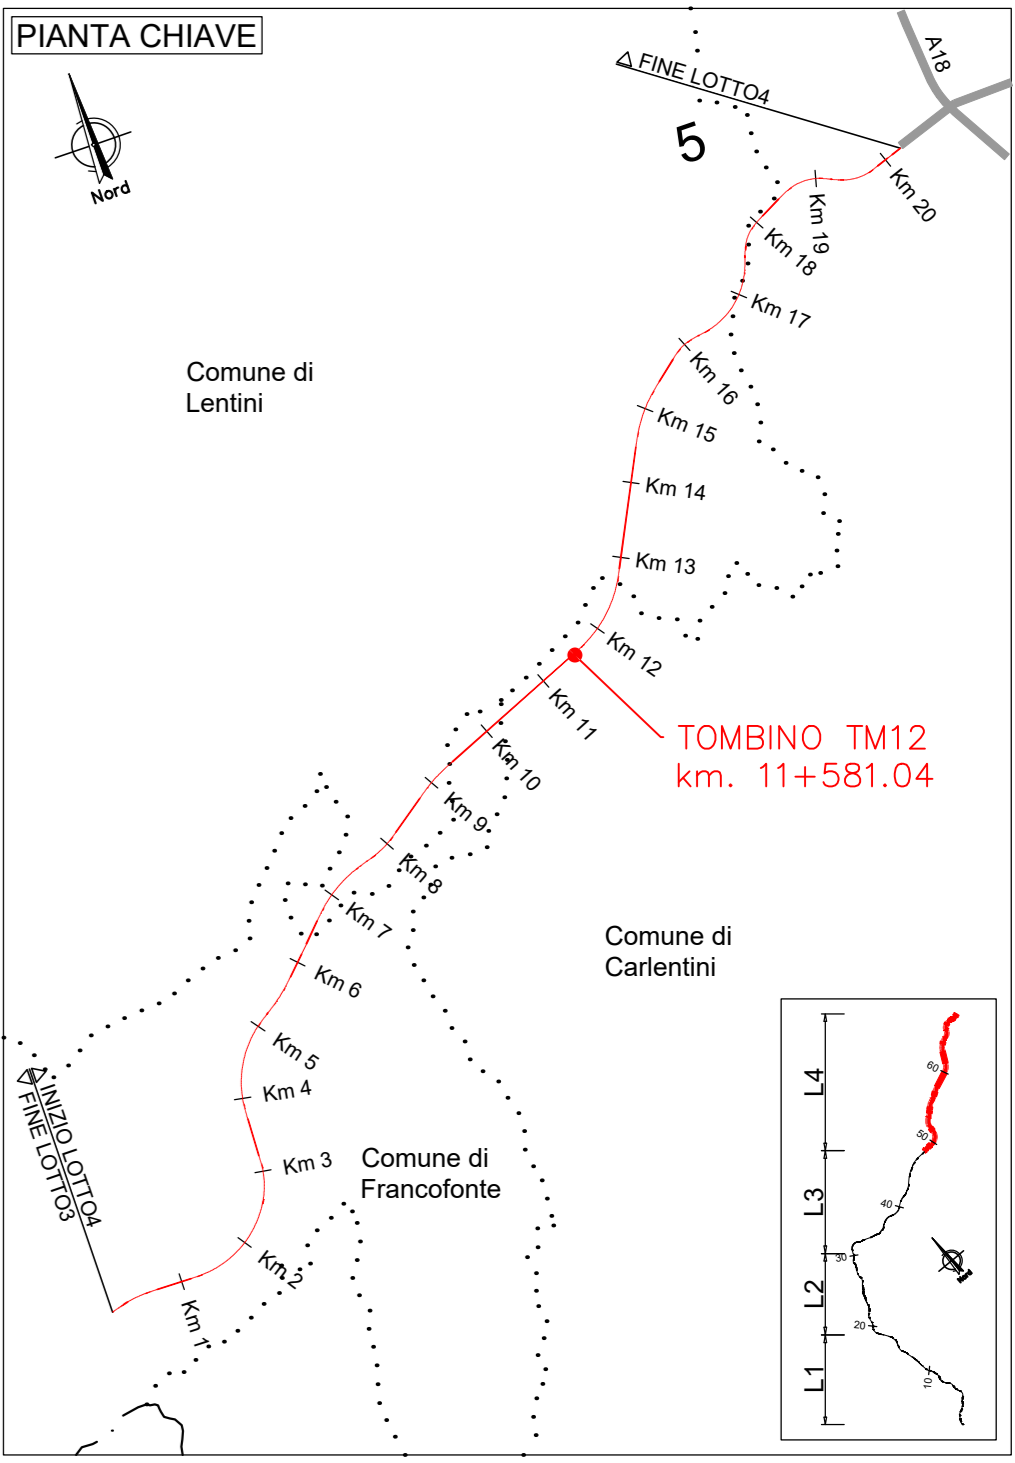 PIANTA CHIAVE
Nord
FINE LOTTO4
A18
5
Km 20
Km 19
Km 18
Km 17
Km 16
Comune di
Lentini
Km 15
Km 14
Km 13
Km 12
Km 11
TOMBINO TM12
km. 11+581.04
Km 10
Km 9
Km 8
Km 7
Comune di
Carlentini
Km 6
Km 5
Km 4
INIZIO LOTTO4
FINE LOTTO3
Km 3
Comune di
Francofonte
Km 2
Km 1
L4
60
50
L3
40
30
Nord
L2
20
L1
10